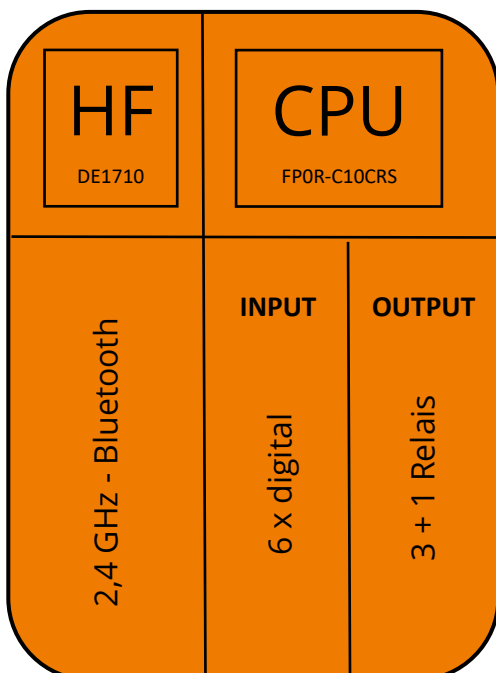 HF
DE1710
CPU
FP0R-C10CRS
2,4 GHz - Bluetooth
INPUT
6 x digital
OUTPUT
3 + 1 Relais